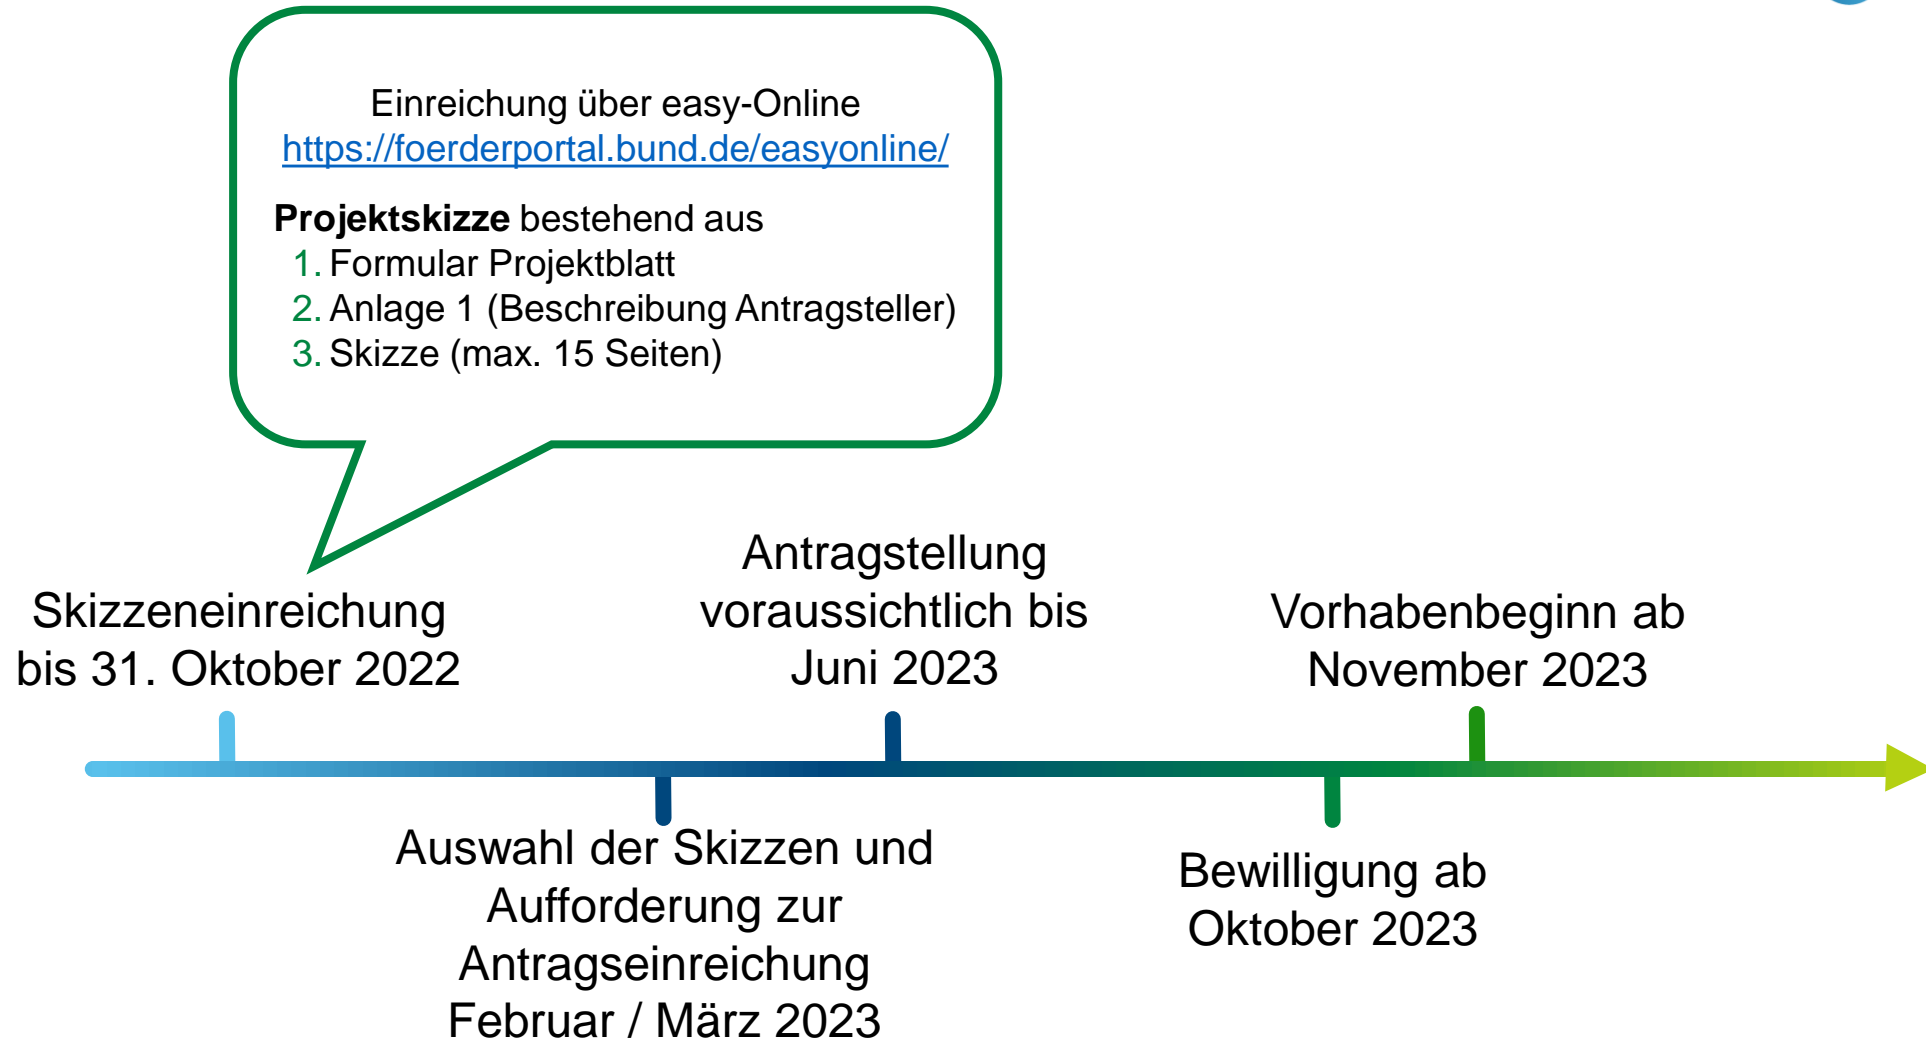 Einreichung über easy-Online
https://foerderportal.bund.de/easyonline/
Projektskizze bestehend aus
1. Formular Projektblatt
2. Anlage 1 (Beschreibung Antragsteller)
3. Skizze (max. 15 Seiten)
Skizzeneinreichung
bis 31. Oktober 2022
Antragstellung
voraussichtlich bis
Juni 2023
Vorhabenbeginn ab
November 2023
Auswahl der Skizzen und
Aufforderung zur
Antragseinreichung
Februar / März 2023
Bewilligung ab
Oktober 2023